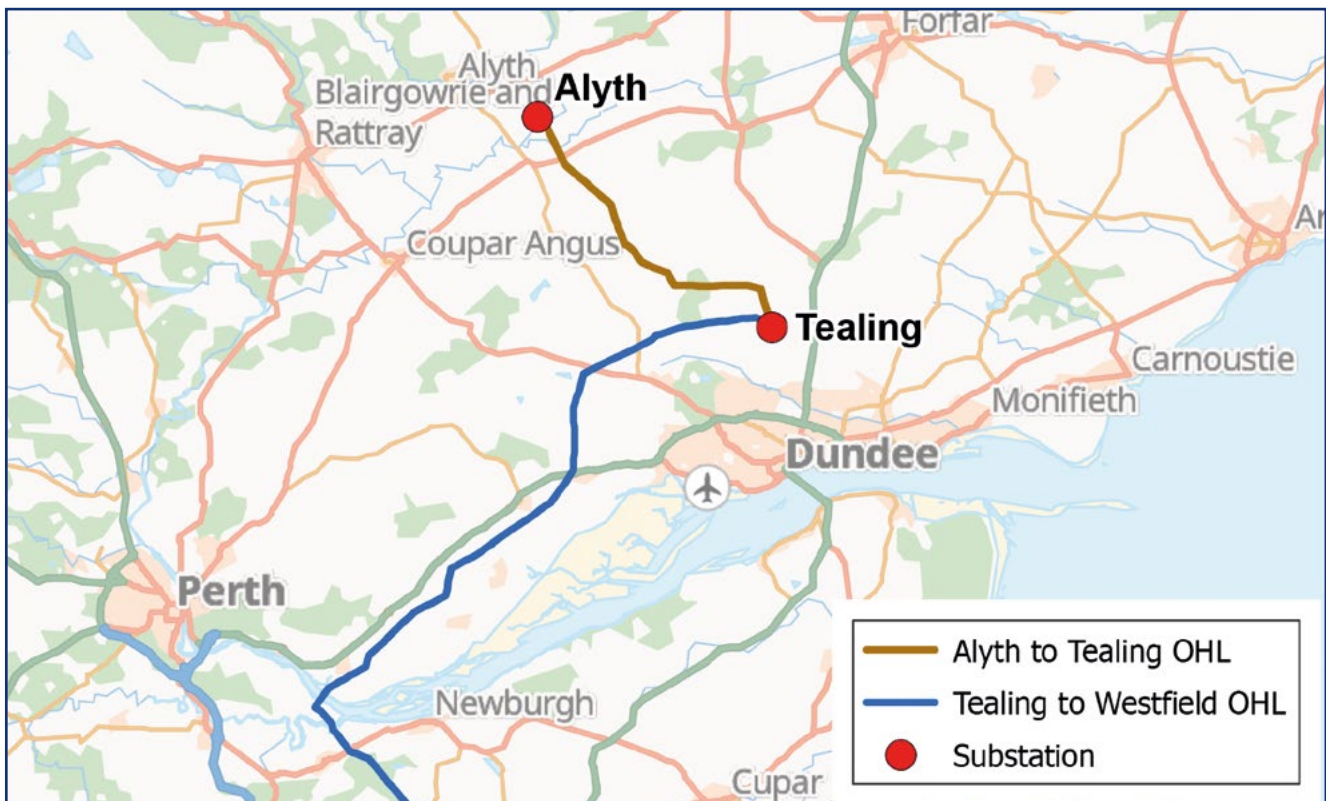 Forfar
Alyth
Alyth
Blairgowrie and
Rattray
Coupar Angus
Ar
Tealing
Carnoustie
Monifieth
Dundee
Perth
Newburgh
Cupar
Alyth to Tealing OHL
Tealing to Westfield OHL
Substation